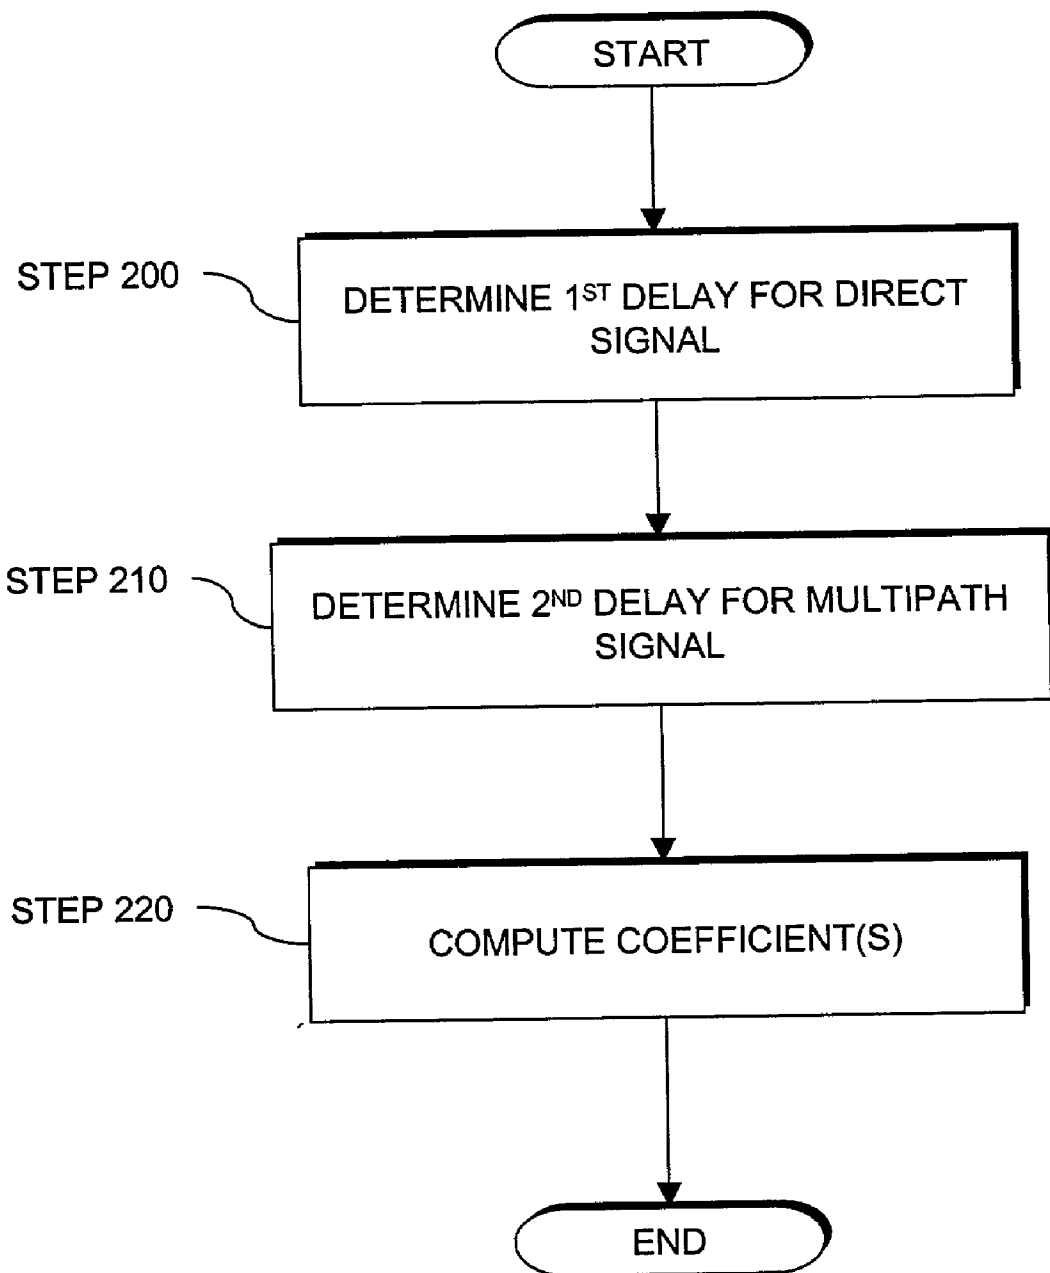 START
STEP 200
DETERMINE 1ST DELAY FOR DIRECT
SIGNAL
STEP 210
DETERMINE 2ND DELAY FOR MULTIPATH
SIGNAL
STEP 220
COMPUTE COEFFICIENT(S)
END